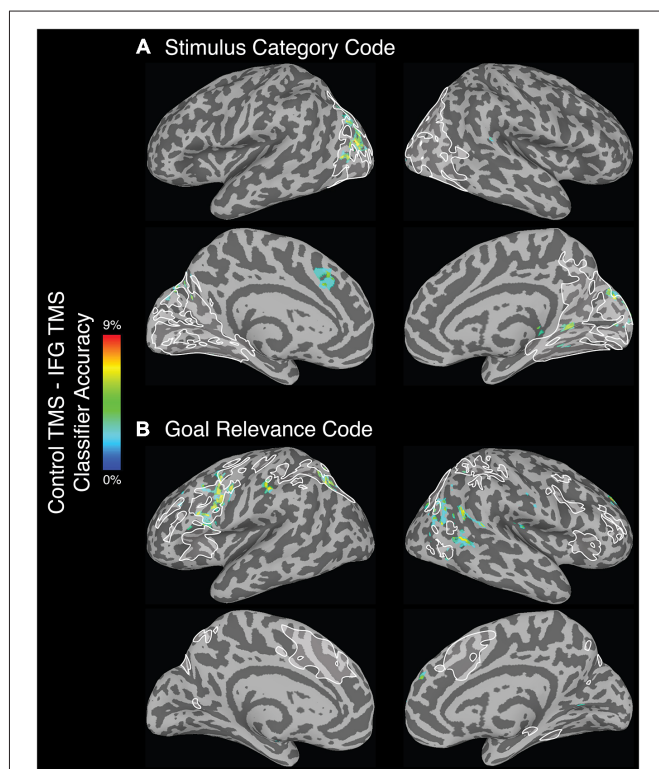 A Stimulus Category Code
Control TMS - IFG TMS
Classifier Accuracy
9%
0%
B Goal Relevance Code